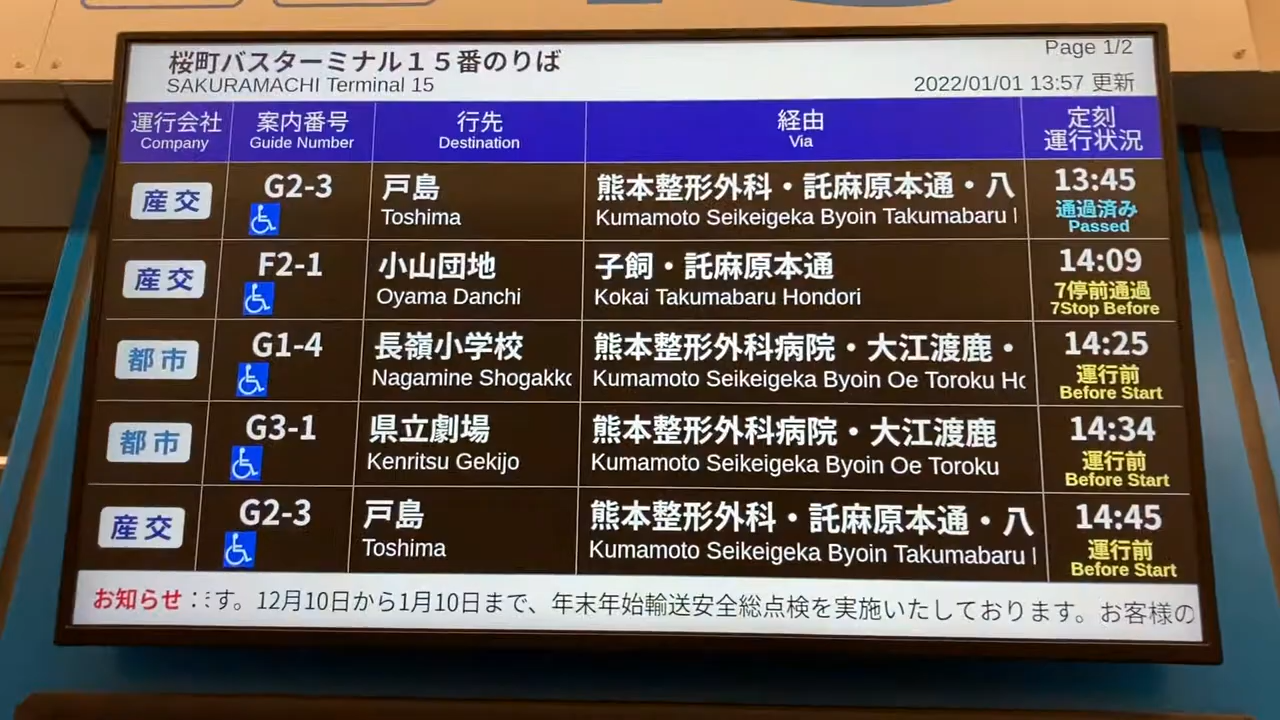 桜町バスターミナル１５番のりば
SAKURAMACHI Terminal 15
Page 1/2
2022/01/01 13:57 更新
運行会社 案内番号 行先 経由 定刻
運行状況
Company Guide Number Destination Via
産交 G2-3 戸島 熊本整形外科・託麻原本通・八 13:45
Toshima Kumamoto Seikeigeka Byoin Takumabaru 通過済み
Passed
産交 F2-1 小山団地 子飼・託麻原本通 14:09
Oyama Danchi Kokai Takumabaru Hondori 7停前通過
7Stop Before
都市 G1-4 長嶺小学校 熊本整形外科病院・大江渡鹿・ 14:25
Nagamine Shogakko Kumamoto Seikeigeka Byoin Oe Toroku Ho 運行前
Before Start
都市 G3-1 県立劇場 熊本整形外科病院・大江渡鹿 14:34
Kenritsu Gekijo Kumamoto Seikeigeka Byoin Oe Toroku 運行前
Before Start
産交 G2-3 戸島 熊本整形外科・託麻原本通・八 14:45
Toshima Kumamoto Seikeigeka Byoin Takumabaru 運行前
Before Start
お知らせ：す。12月10日から1月10日まで、年末年始輸送安全総点検を実施いたしております。お客様の